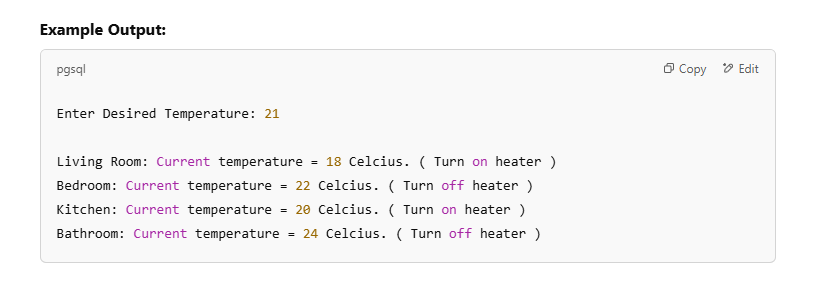 Example Output:
pgsql Copy Edit
Enter Desired Temperature: 21
Living Room: Current temperature = 18 Celcius. ( Turn on heater )
Bedroom: Current temperature = 22 Celcius. ( Turn off heater )
Kitchen: Current temperature = 20 Celcius. ( Turn on heater )
Bathroom: Current temperature = 24 Celcius. ( Turn off heater )